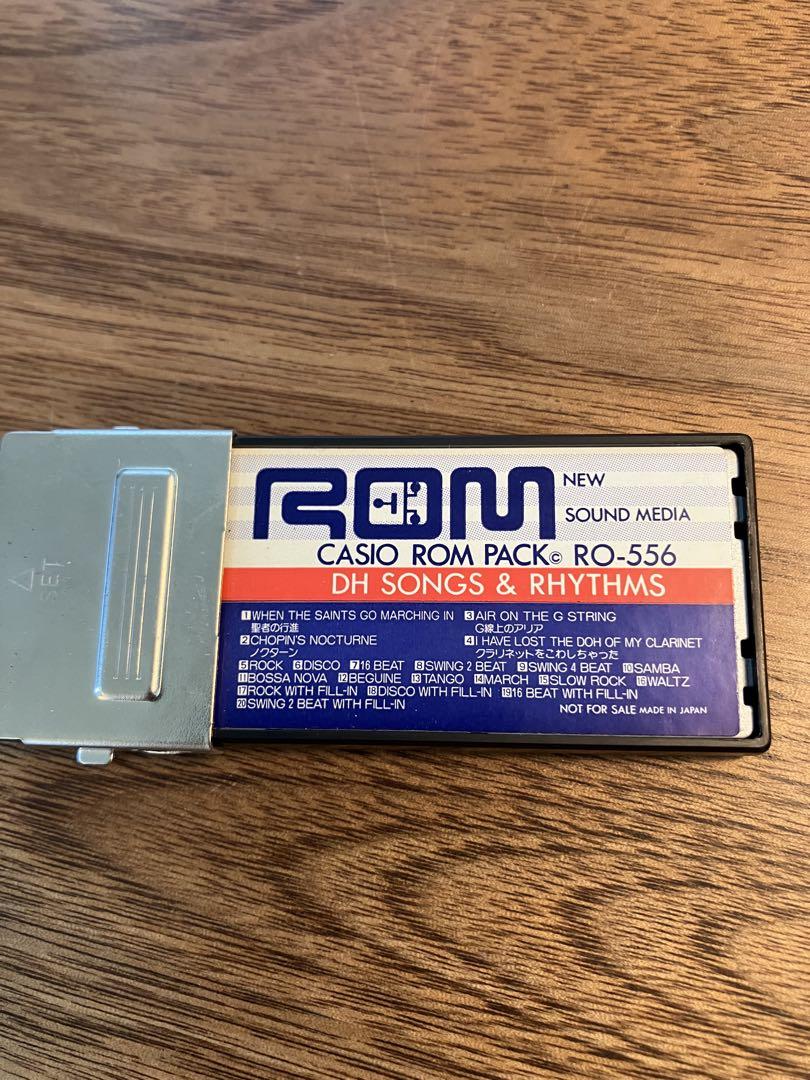 △
SET
ROM
NEW
SOUND MEDIA
CASIO ROM PACK© RO-556
DH SONGS & RHYTHMS
1 WHEN THE SAINTS GO MARCHING IN 3 AIR ON THE G STRING
聖者の行進 G線上のアリア
2 CHOPIN'S NOCTURNE 4 I HAVE LOST THE DOH OF MY CLARINET
ノクターン クラリネットをこわしちゃった
5 ROCK 6 DISCO 7 16 BEAT 8 SWING 2 BEAT 9 SWING 4 BEAT 10 SAMBA
11 BOSSA NOVA 12 BEGUINE 13 TANGO 14 MARCH 15 SLOW ROCK 16 WALTZ
17 ROCK WITH FILL-IN 18 DISCO WITH FILL-IN 19 16 BEAT WITH FILL-IN
20 SWING 2 BEAT WITH FILL-IN NOT FOR SALE MADE IN JAPAN